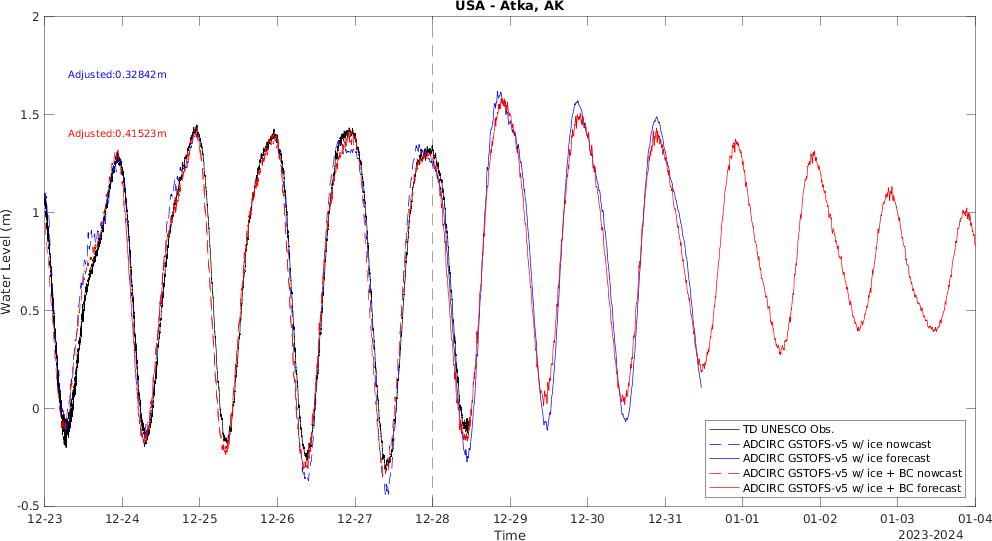 USA - Atka, AK
2
1.5
1
0.5
0
-0.5
Water Level (m)
Adjusted:0.32842m
Adjusted:0.41523m
TD UNESCO Obs.
ADCIRC GSTOFS-v5 w/ ice nowcast
ADCIRC GSTOFS-v5 w/ ice forecast
ADCIRC GSTOFS-v5 w/ ice + BC nowcast
ADCIRC GSTOFS-v5 w/ ice + BC forecast
12-23 12-24 12-25 12-26 12-27 12-28 12-29 12-30 12-31 01-01 01-02 01-03 01-04
Time
2023-2024